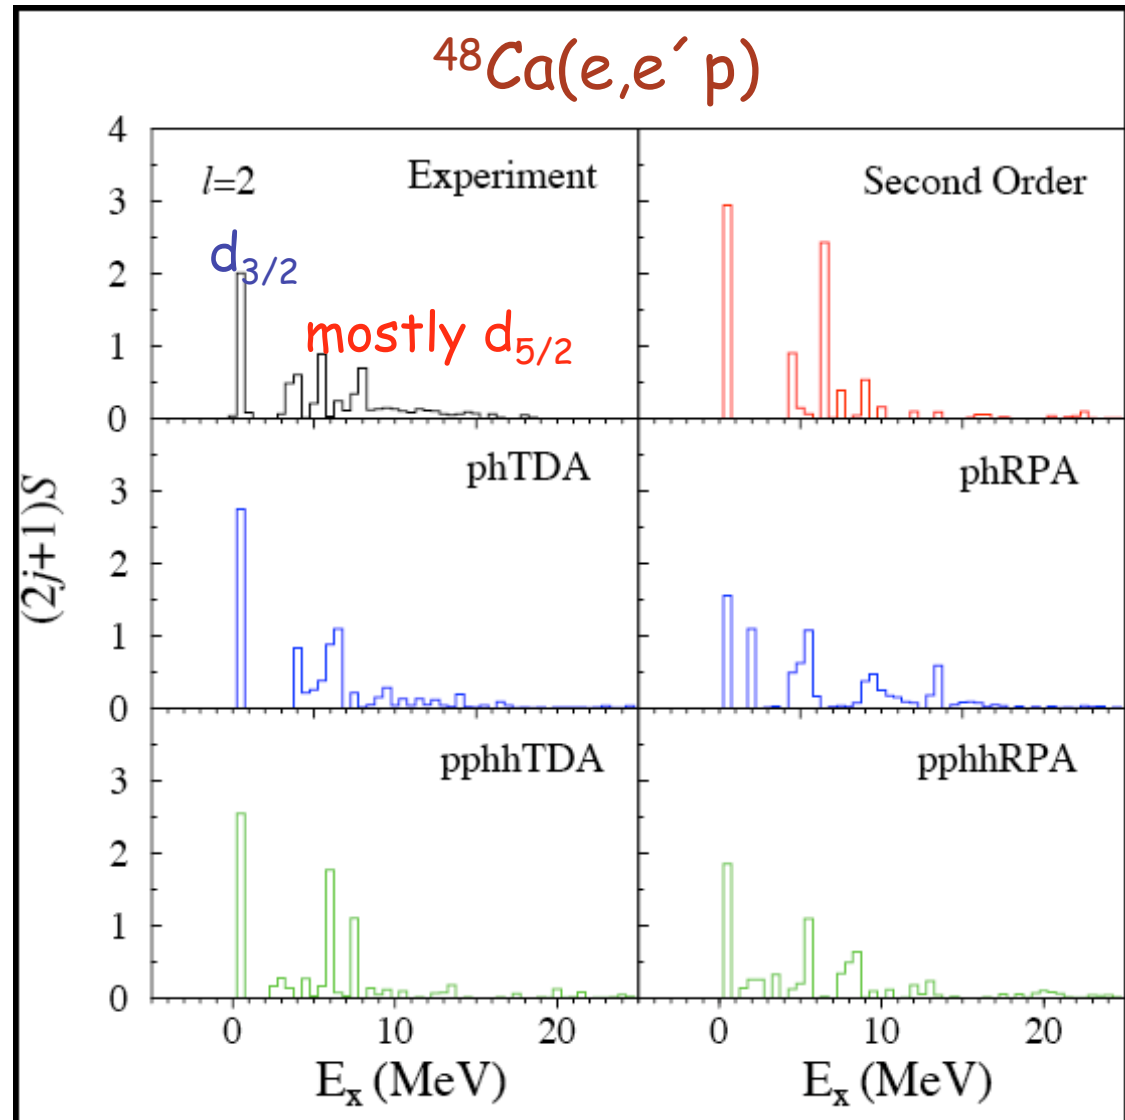 ⁴⁸Ca(e,e´p)
4
3
2
1
0
l=2
Experiment
d₃/₂
mostly d₅/₂
Second Order
(2j+1)S
3
2
1
0
phTDA
phRPA
3
2
1
0
pphhTDA
pphhRPA
0 10 20
0 10 20
Eₓ (MeV)
Eₓ (MeV)